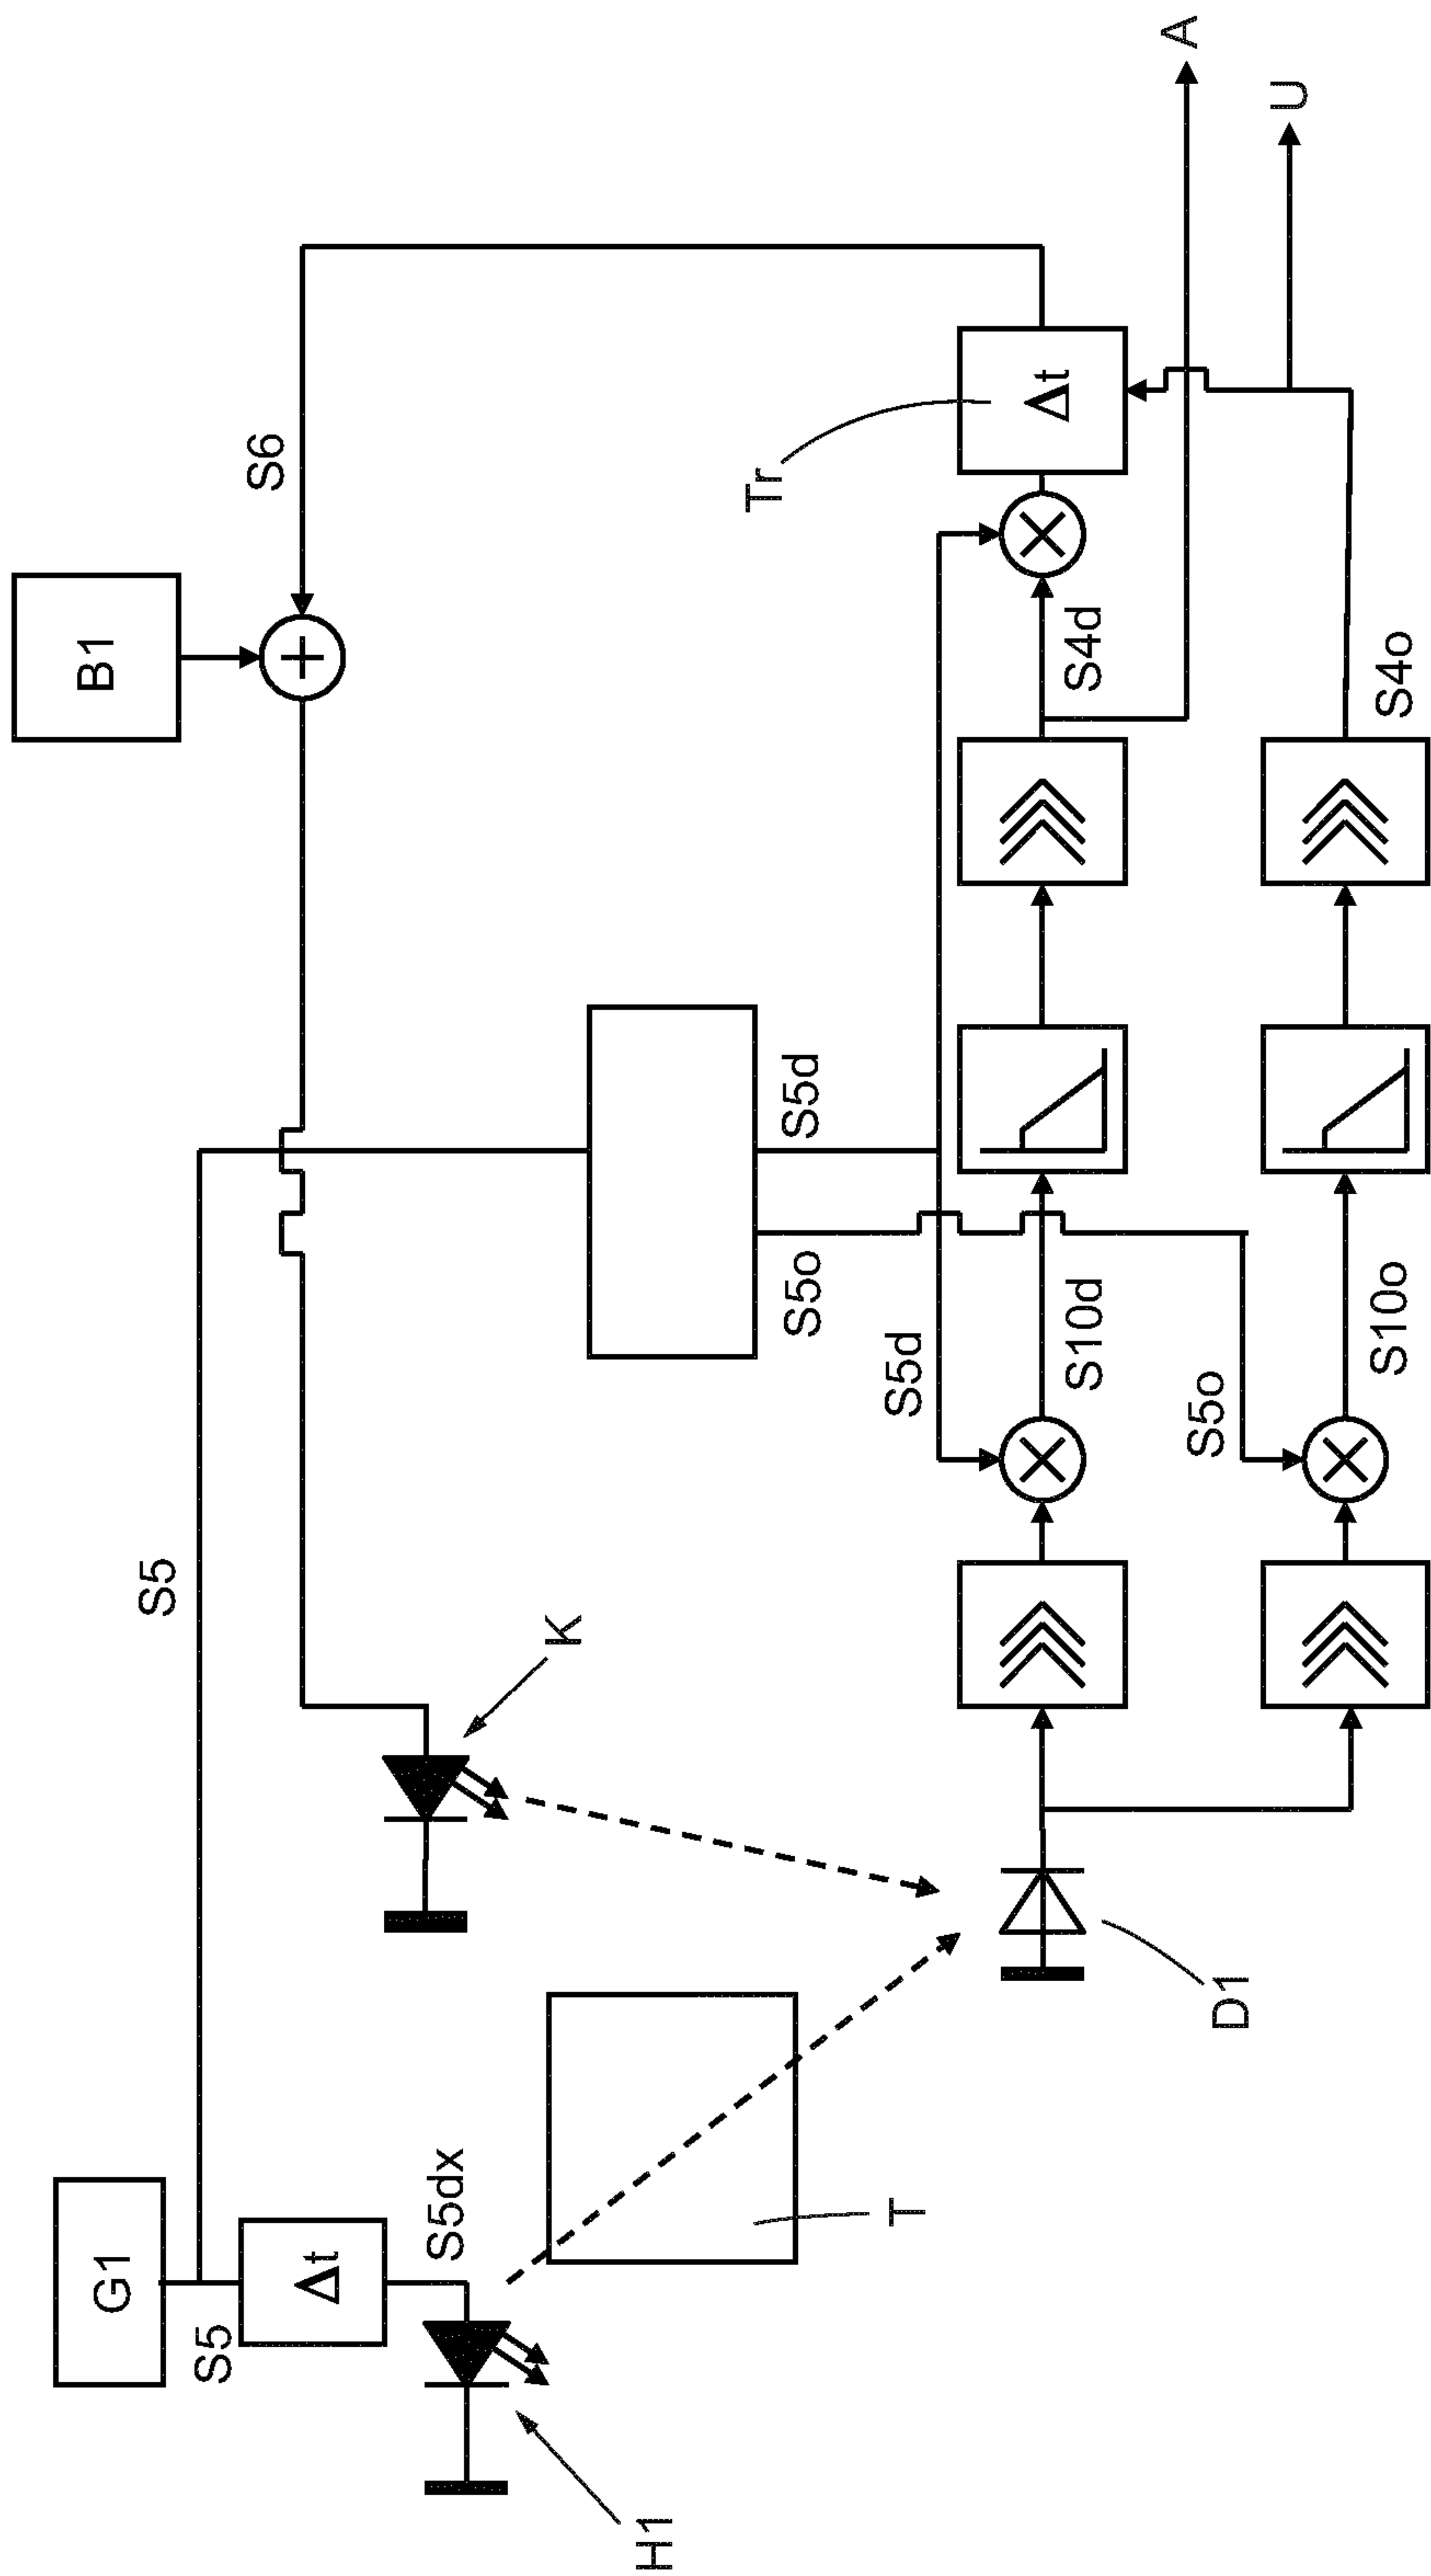 G1
S5
Δt
S5dx
H1
T
S5
K
D1
B1
S6
S5o
S5d
S5d
S10d
S5o
S10o
S4d
S4o
Tr
Δt
A
U